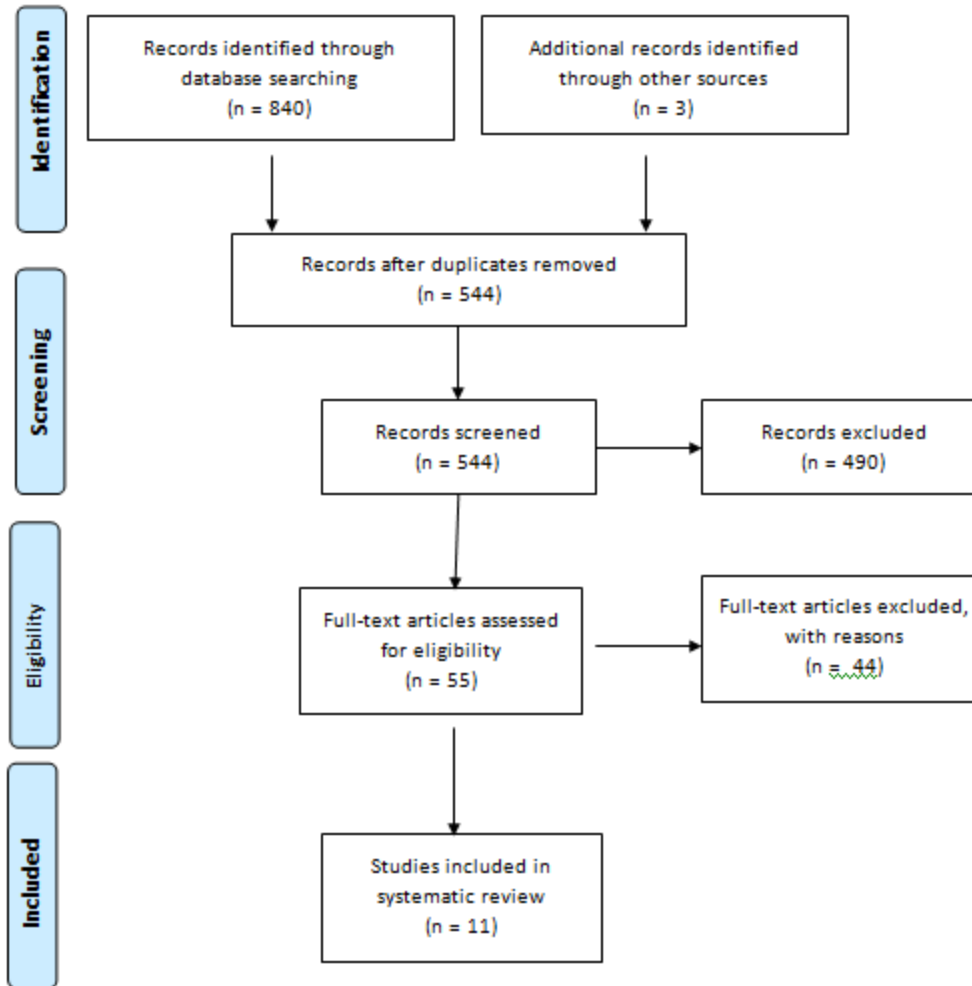 Identification
Records identified through
database searching
(n = 840)
Additional records identified
through other sources
(n = 3)
Records after duplicates removed
(n = 544)
Screening
Records screened
(n = 544)
Records excluded
(n = 490)
Eligibility
Full-text articles assessed
for eligibility
(n = 55)
Full-text articles excluded,
with reasons
(n = 44)
Included
Studies included in
systematic review
(n = 11)